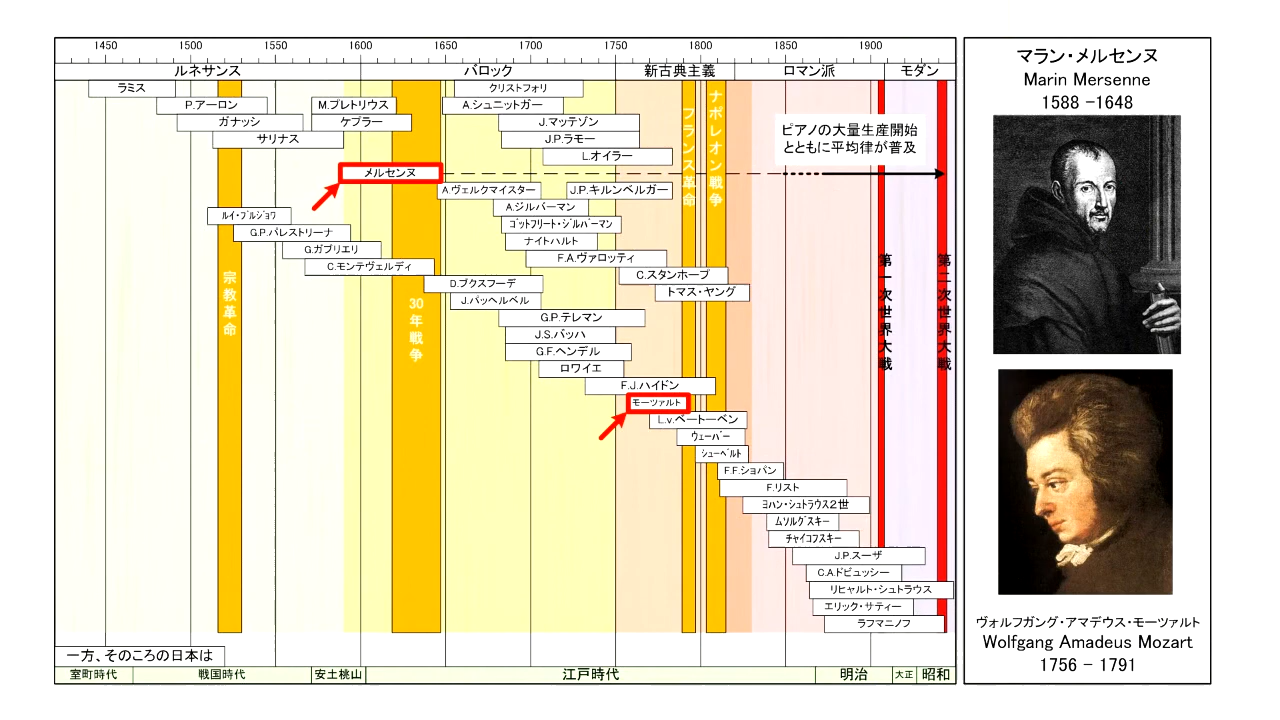 1450 1500 1550 1600 1650 1700 1750 1800 1850 1900
ルネサンス バロック 新古典主義 ロマン派 モダン
ラミス クリストフォリ
P.アーロン M.プレトリウス A.シュニットガー
ガナッシ ケプラー J.マッテゾン
サリナス J.P.ラモー
L.オイラー
ピアノの大量生産開始
とともに平均律が普及
メルセンヌ
A.ヴェルクマイスター J.P.キルンベルガー
A.ジルバーマン
ルイ・ブルジョワ ゴットフリート・ジルバーマン
G.P.パレストリーナ ナイトハルト
G.ガブリエリ F.A.ヴァロッティ
C.モンテヴェルディ C.スタンホープ
D.ブクスフーデ トマス・ヤング
J.パッヘルベル
G.P.テレマン
J.S.バッハ
G.F.ヘンデル
ロワイエ
F.J.ハイドン
モーツァルト
L.v.ベートーベン
ウェーバー
シューベルト
F.F.ショパン
F.リスト
ヨハン・シュトラウス2世
ムソルグスキー
チャイコフスキー
J.P.スーザ
C.A.ドビュッシー
リヒャルト・シュトラウス
エリック・サティー
ラフマニノフ
宗教革命
30年戦争
フランス革命
ナポレオン戦争
第一次世界大戦
第二次世界大戦
一方、そのころの日本は
室町時代 戦国時代 安土桃山 江戸時代 明治 大正 昭和
マラン・メルセンヌ
Marin Mersenne
1588 -1648
ヴォルフガング・アマデウス・モーツァルト
Wolfgang Amadeus Mozart
1756 - 1791